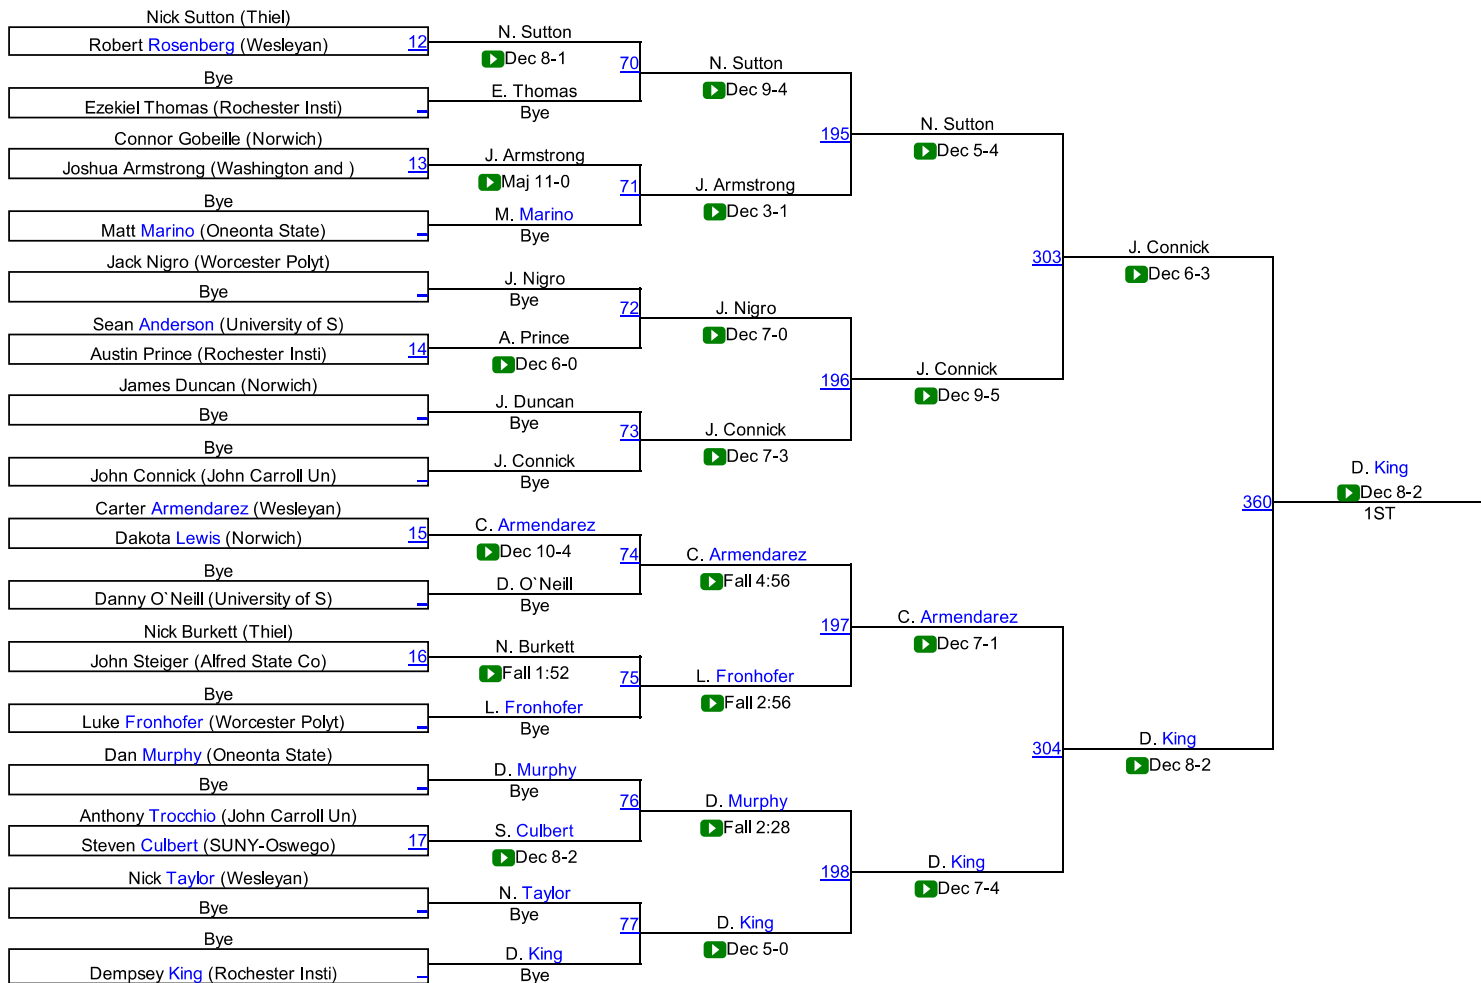 Nick Sutton (Thiel)
Robert Rosenberg (Wesleyan)
12
Bye
Ezekiel Thomas (Rochester Insti)
Connor Gobeille (Norwich)
Joshua Armstrong (Washington and )
13
Bye
Matt Marino (Oneonta State)
Jack Nigro (Worcester Polyt)
Bye
Sean Anderson (University of S)
Austin Prince (Rochester Insti)
14
James Duncan (Norwich)
Bye
Bye
John Connick (John Carroll Un)
Carter Armendarez (Wesleyan)
Dakota Lewis (Norwich)
15
Bye
Danny O`Neill (University of S)
Nick Burkett (Thiel)
John Steiger (Alfred State Co)
16
Bye
Luke Fronhofer (Worcester Polyt)
Dan Murphy (Oneonta State)
Bye
Anthony Trocchio (John Carroll Un)
Steven Culbert (SUNY-Oswego)
17
Nick Taylor (Wesleyan)
Bye
Bye
Dempsey King (Rochester Insti)
N. Sutton
Dec 8-1
70
E. Thomas
Bye
J. Armstrong
Maj 11-0
71
M. Marino
Bye
J. Nigro
Bye
72
A. Prince
Dec 6-0
J. Duncan
Bye
73
J. Connick
Bye
C. Armendarez
Dec 10-4
74
D. O`Neill
Bye
N. Burkett
Fall 1:52
75
L. Fronhofer
Bye
D. Murphy
Bye
76
S. Culbert
Dec 8-2
N. Taylor
Bye
77
D. King
Bye
N. Sutton
Dec 9-4
195
J. Armstrong
Dec 3-1
J. Nigro
Dec 7-0
196
J. Connick
Dec 7-3
C. Armendarez
Fall 4:56
197
L. Fronhofer
Fall 2:56
D. Murphy
Fall 2:28
198
D. King
Dec 5-0
N. Sutton
Dec 5-4
303
J. Connick
Dec 9-5
C. Armendarez
Dec 7-1
304
D. King
Dec 7-4
J. Connick
Dec 6-3
360
D. King
Dec 8-2
D. King
Dec 8-2
1ST